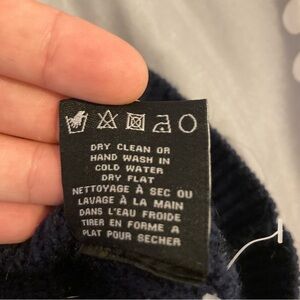 DRY CLEAN OR
HAND WASH IN
COLD WATER
DRY FLAT
NETTOYAGE À SEC OU
LAVAGE À LA MAIN
DANS L'EAU FROIDE
TIRER EN FORME A
PLAT POUR SECHER